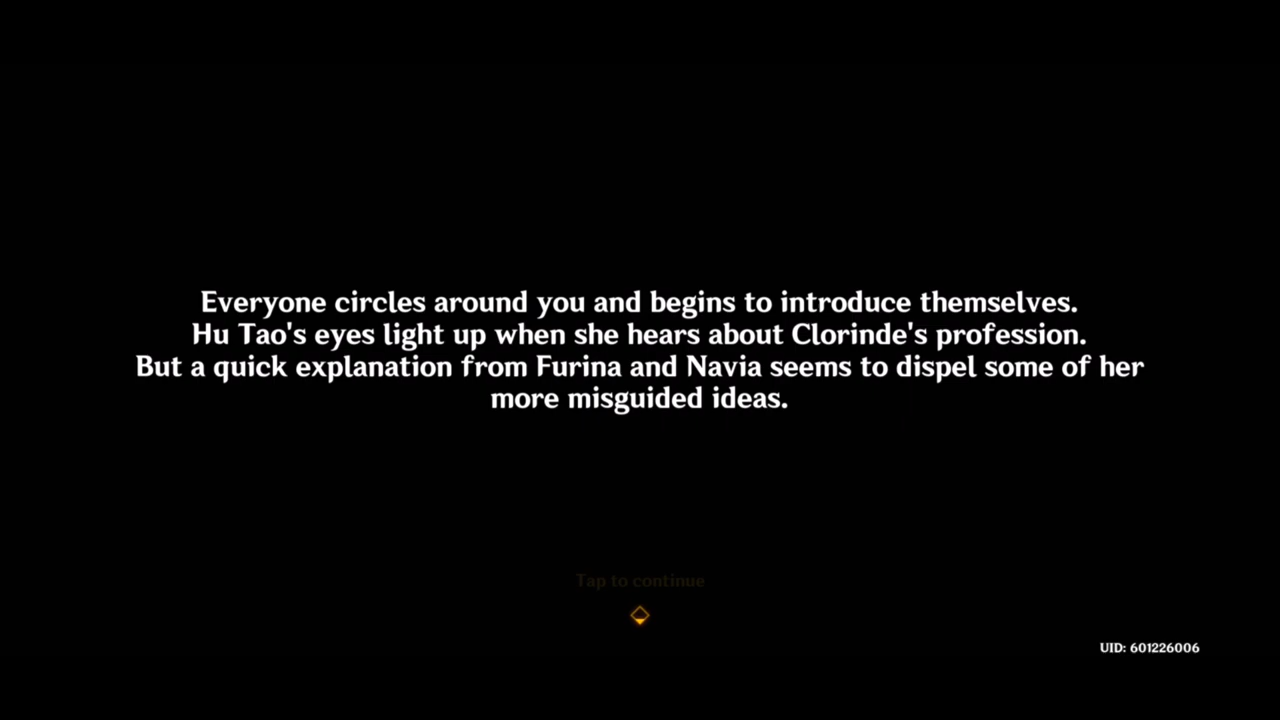 Everyone circles around you and begins to introduce themselves.
Hu Tao's eyes light up when she hears about Clorinde's profession.
But a quick explanation from Furina and Navia seems to dispel some of her
more misguided ideas.
Tap to continue
UID: 601226006